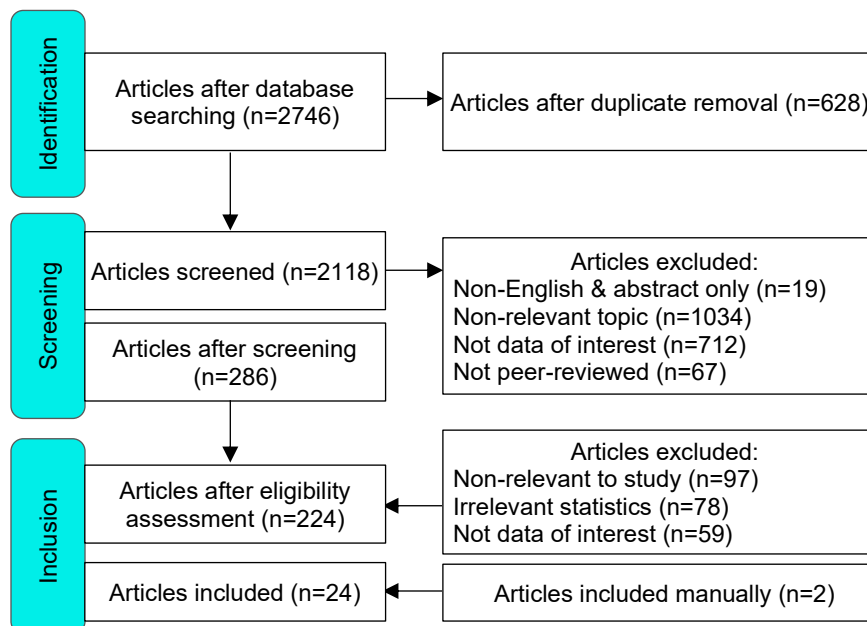 Identification
Articles after database
searching (n=2746)
Articles after duplicate removal (n=628)
Screening
Articles screened (n=2118)
Articles excluded:
Non-English & abstract only (n=19)
Non-relevant topic (n=1034)
Not data of interest (n=712)
Not peer-reviewed (n=67)
Articles after screening
(n=286)
Inclusion
Articles after eligibility
assessment (n=224)
Articles excluded:
Non-relevant to study (n=97)
Irrelevant statistics (n=78)
Not data of interest (n=59)
Articles included (n=24)
Articles included manually (n=2)